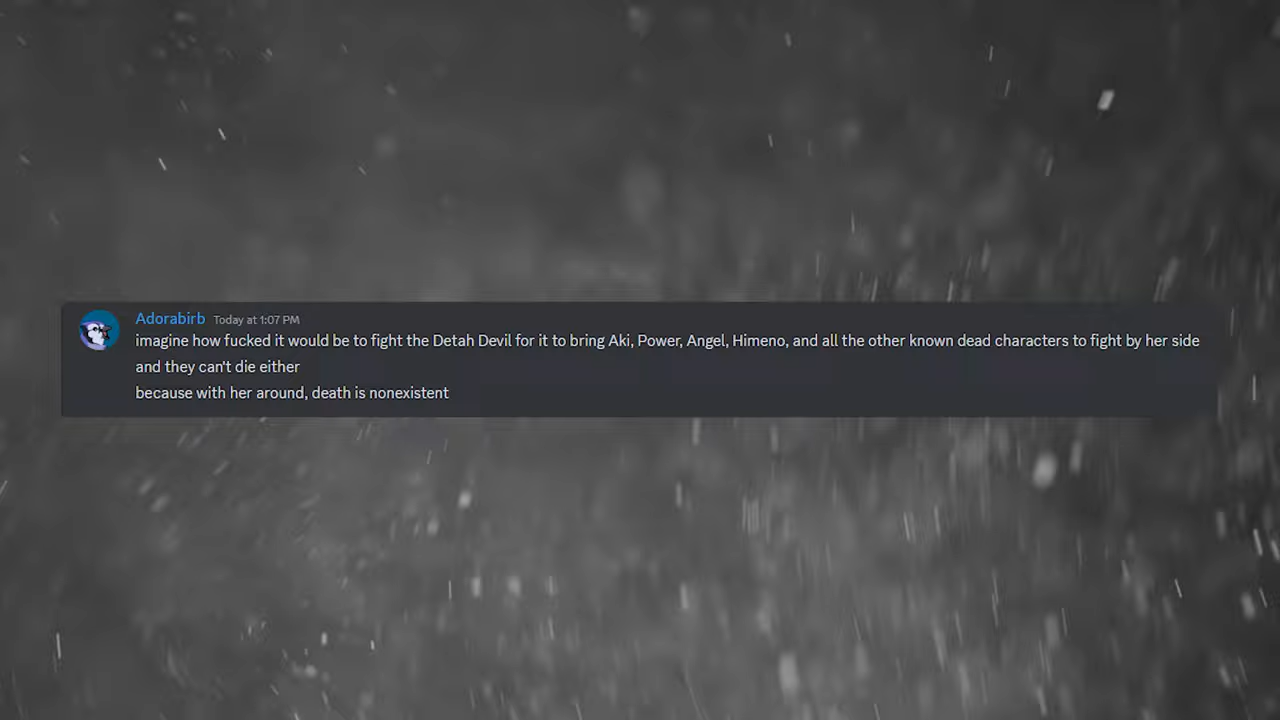 Adorabirb Today at 1:07 PM
imagine how fucked it would be to fight the Detah Devil for it to bring Aki, Power, Angel, Himeno, and all the other known dead characters to fight by her side
and they can't die either
because with her around, death is nonexistent